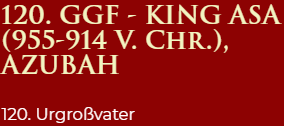 120. GGF - KING ASA
(955-914 V. CHR.),
AZUBAH
120. Urgroßvater